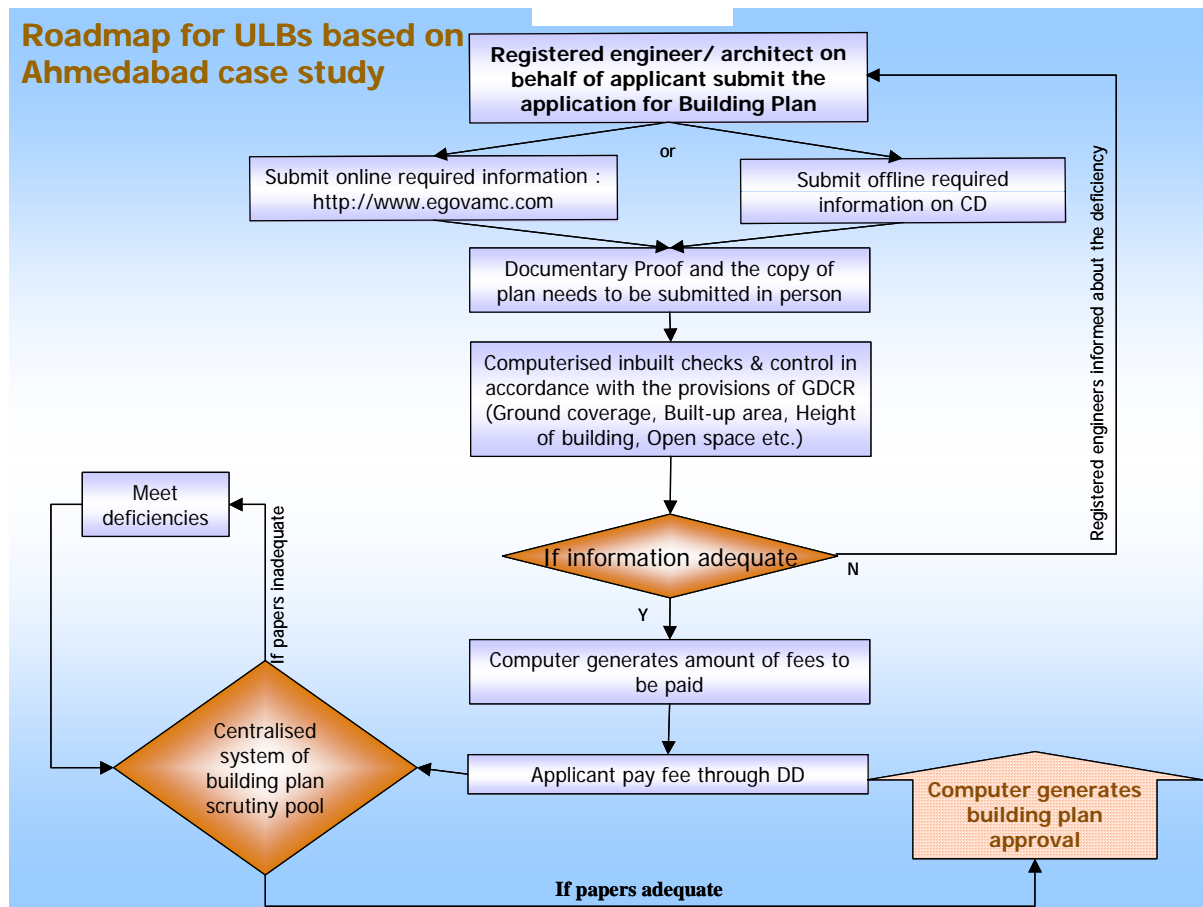 Roadmap for ULBs based on
Ahmedabad case study
Registered engineer/ architect on
behalf of applicant submit the
application for Building Plan
or
Submit online required information :
http://www.egovamc.com
Submit offline required
information on CD
Documentary Proof and the copy of
plan needs to be submitted in person
Computerised inbuilt checks & control in
accordance with the provisions of GDCR
(Ground coverage, Built-up area, Height
of building, Open space etc.)
Registered engineers informed about the deficiency
If information adequate
N
Y
Computer generates amount of fees to
be paid
Applicant pay fee through DD
Centralised
system of
building plan
scrutiny pool
If papers inadequate
Meet
deficiencies
If papers adequate
Computer generates
building plan
approval